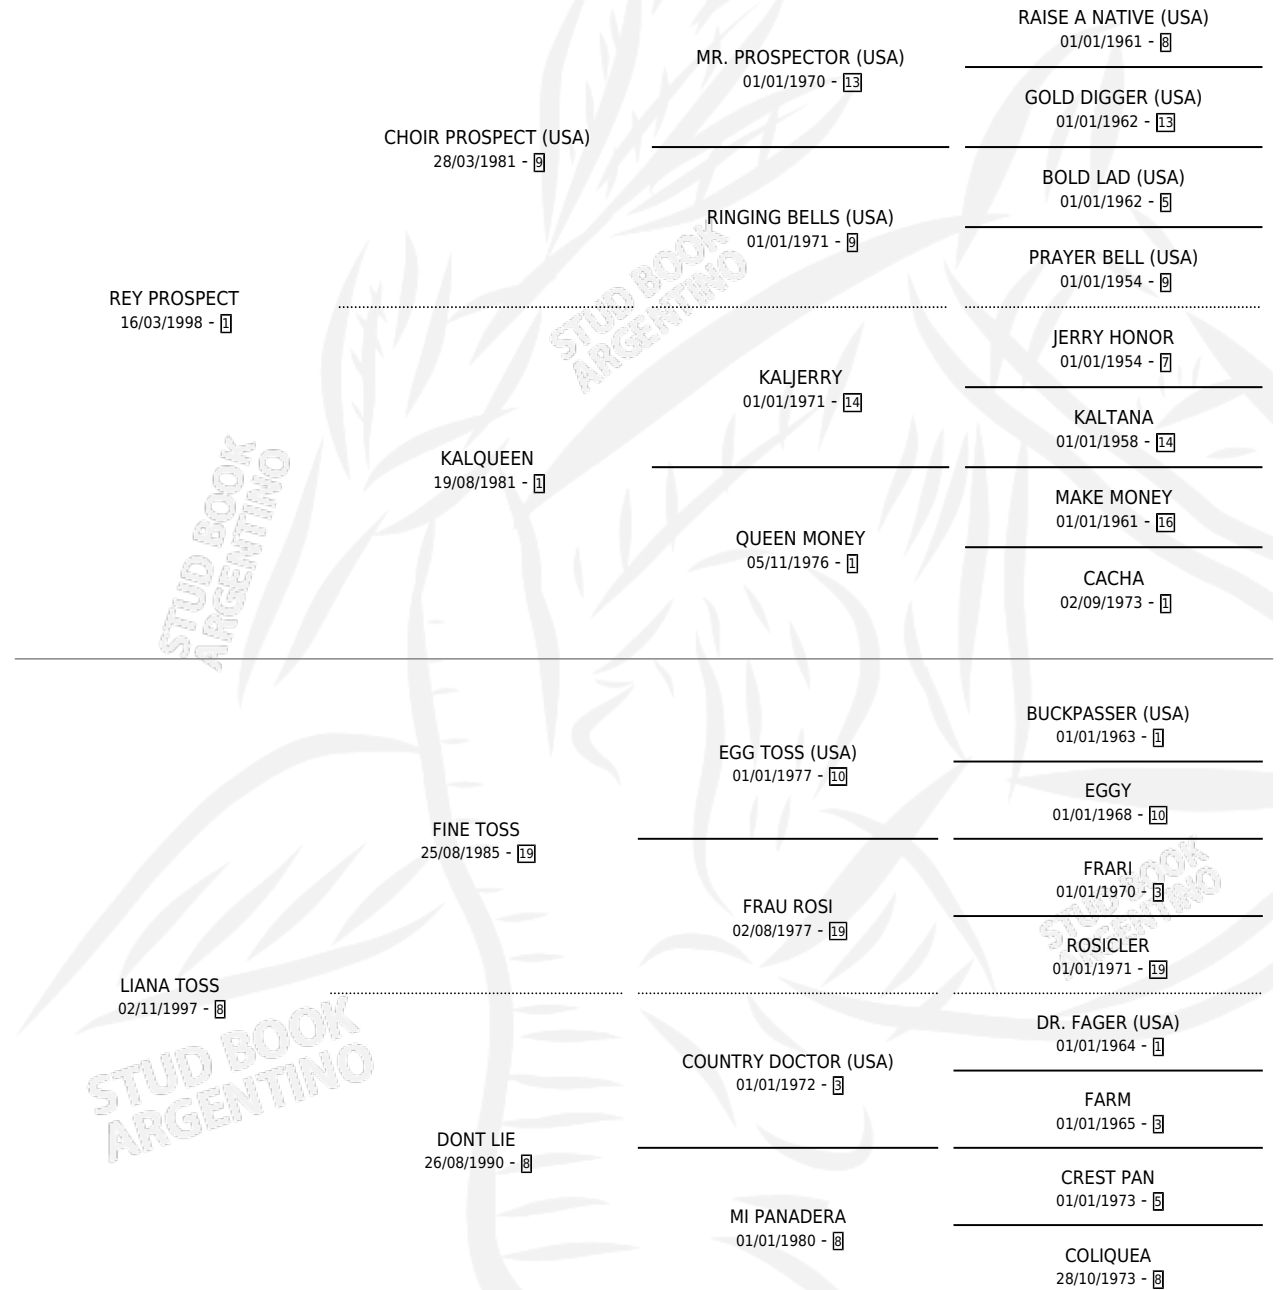 RAISE A NATIVE (USA)
01/01/1961 - 8
MR. PROSPECTOR (USA)
01/01/1970 - 13
GOLD DIGGER (USA)
01/01/1962 - 13
CHOIR PROSPECT (USA)
28/03/1981 - 9
BOLD LAD (USA)
01/01/1962 - 5
RINGING BELLS (USA)
01/01/1971 - 9
PRAYER BELL (USA)
01/01/1954 - 9
REY PROSPECT
16/03/1998 - 1
JERRY HONOR
01/01/1954 - 7
KALJERRY
01/01/1971 - 14
KALTANA
01/01/1958 - 14
KALQUEEN
19/08/1981 - 1
MAKE MONEY
01/01/1961 - 16
QUEEN MONEY
05/11/1976 - 1
CACHA
02/09/1973 - 1
BUCKPASSER (USA)
01/01/1963 - 1
EGG TOSS (USA)
01/01/1977 - 10
EGGY
01/01/1968 - 10
FINE TOSS
25/08/1985 - 19
FRARI
01/01/1970 - 3
FRAU ROSI
02/08/1977 - 19
ROSICLER
01/01/1971 - 19
LIANA TOSS
02/11/1997 - 8
DR. FAGER (USA)
01/01/1964 - 1
COUNTRY DOCTOR (USA)
01/01/1972 - 3
FARM
01/01/1965 - 3
DONT LIE
26/08/1990 - 8
CREST PAN
01/01/1973 - 5
MI PANADERA
01/01/1980 - 8
COLIQUEA
28/10/1973 - 8
STUD BOOK
ARGENTINO
STUD BOOK
ARGENTINO
STUD BOOK
ARGENTINO
STUD BOOK
ARGENTINO